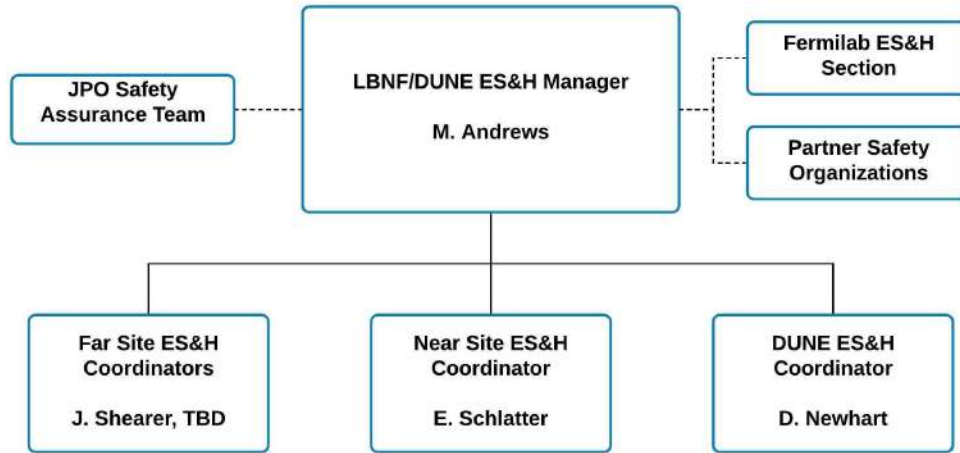 JPO Safety
Assurance Team
LBNF/DUNE ES&H Manager
M. Andrews
Fermilab ES&H
Section
Partner Safety
Organizations
Far Site ES&H
Coordinators
J. Shearer, TBD
Near Site ES&H
Coordinator
E. Schlatter
DUNE ES&H
Coordinator
D. Newhart